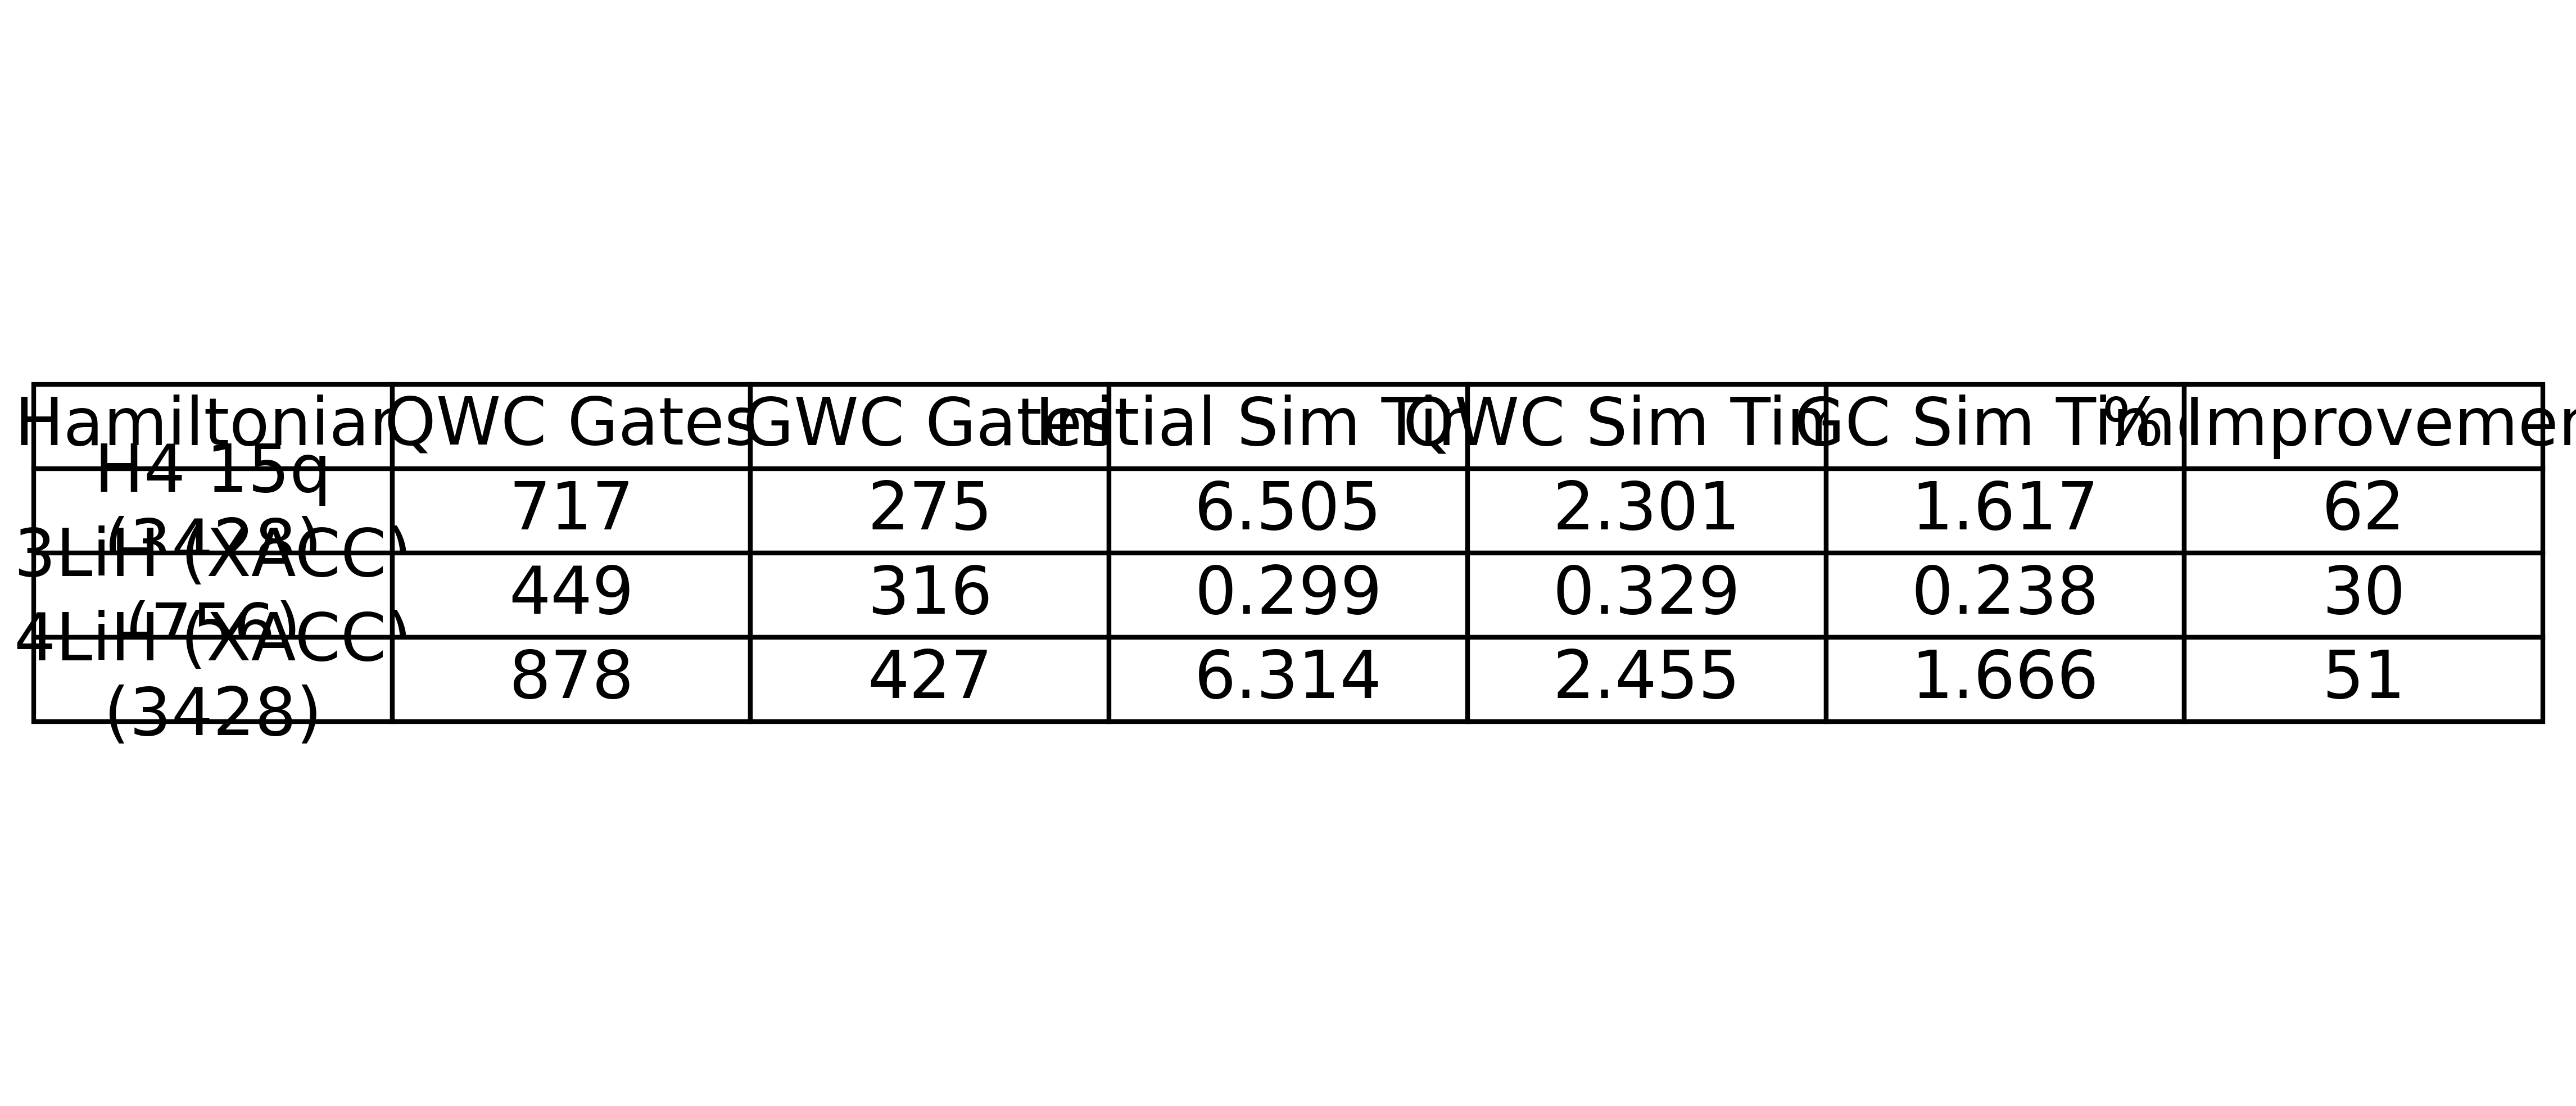 Hamiltonian QWC Gates GWC Gates Initial Sim Time QWC Sim Time GC Sim Time % Improvement
H4 15q
(3428) 717 275 6.505 2.301 1.617 62
3LiH (XACC)
(756) 449 316 0.299 0.329 0.238 30
4LiH (XACC)
(3428) 878 427 6.314 2.455 1.666 51